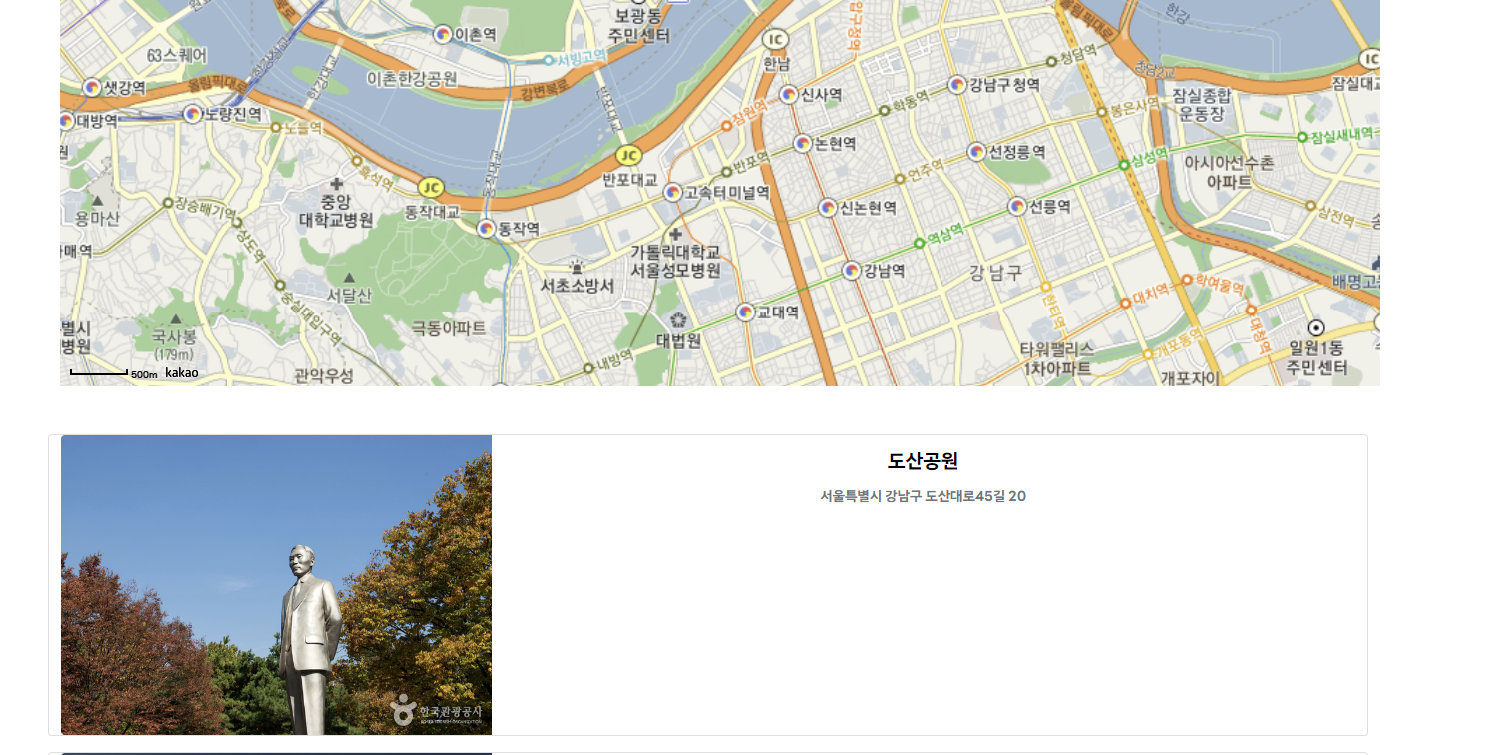 보광동
주민센터
한강
이촌역
63스퀘어
서빙고역
IC
한남
청담역
IC
이촌한강공원
강변북로
올림픽대로
한강대교
샛강역
신사역
강남구청역
잠실대교
노량진역
대방역
노들역
잠원역
학동역
봉은사역
잠실종합
운동장
반포대교
JC
논현역
선정릉역
잠실새내역
흑석역
반포역
언주역
삼성역
아시아선수촌
아파트
중앙
대학교병원
JC
동작대교
반포대교
고속터미널역
선릉역
신논현역
삼전역
용마산
장승배기역
상도역
동작역
역삼역
가톨릭대학교
서울성모병원
강남역
강남구
서초소방서
서달산
숭실대입구역
대치역
학여울역
한티역
교대역
극동아파트
국사봉
(179m)
대법원
내방역
타워팰리스
1차아파트
개포동역
대청역
일원1동
주민센터
관악우성
개포자이
500m kakao
도산공원
서울특별시 강남구 도산대로45길 20
한국관광공사